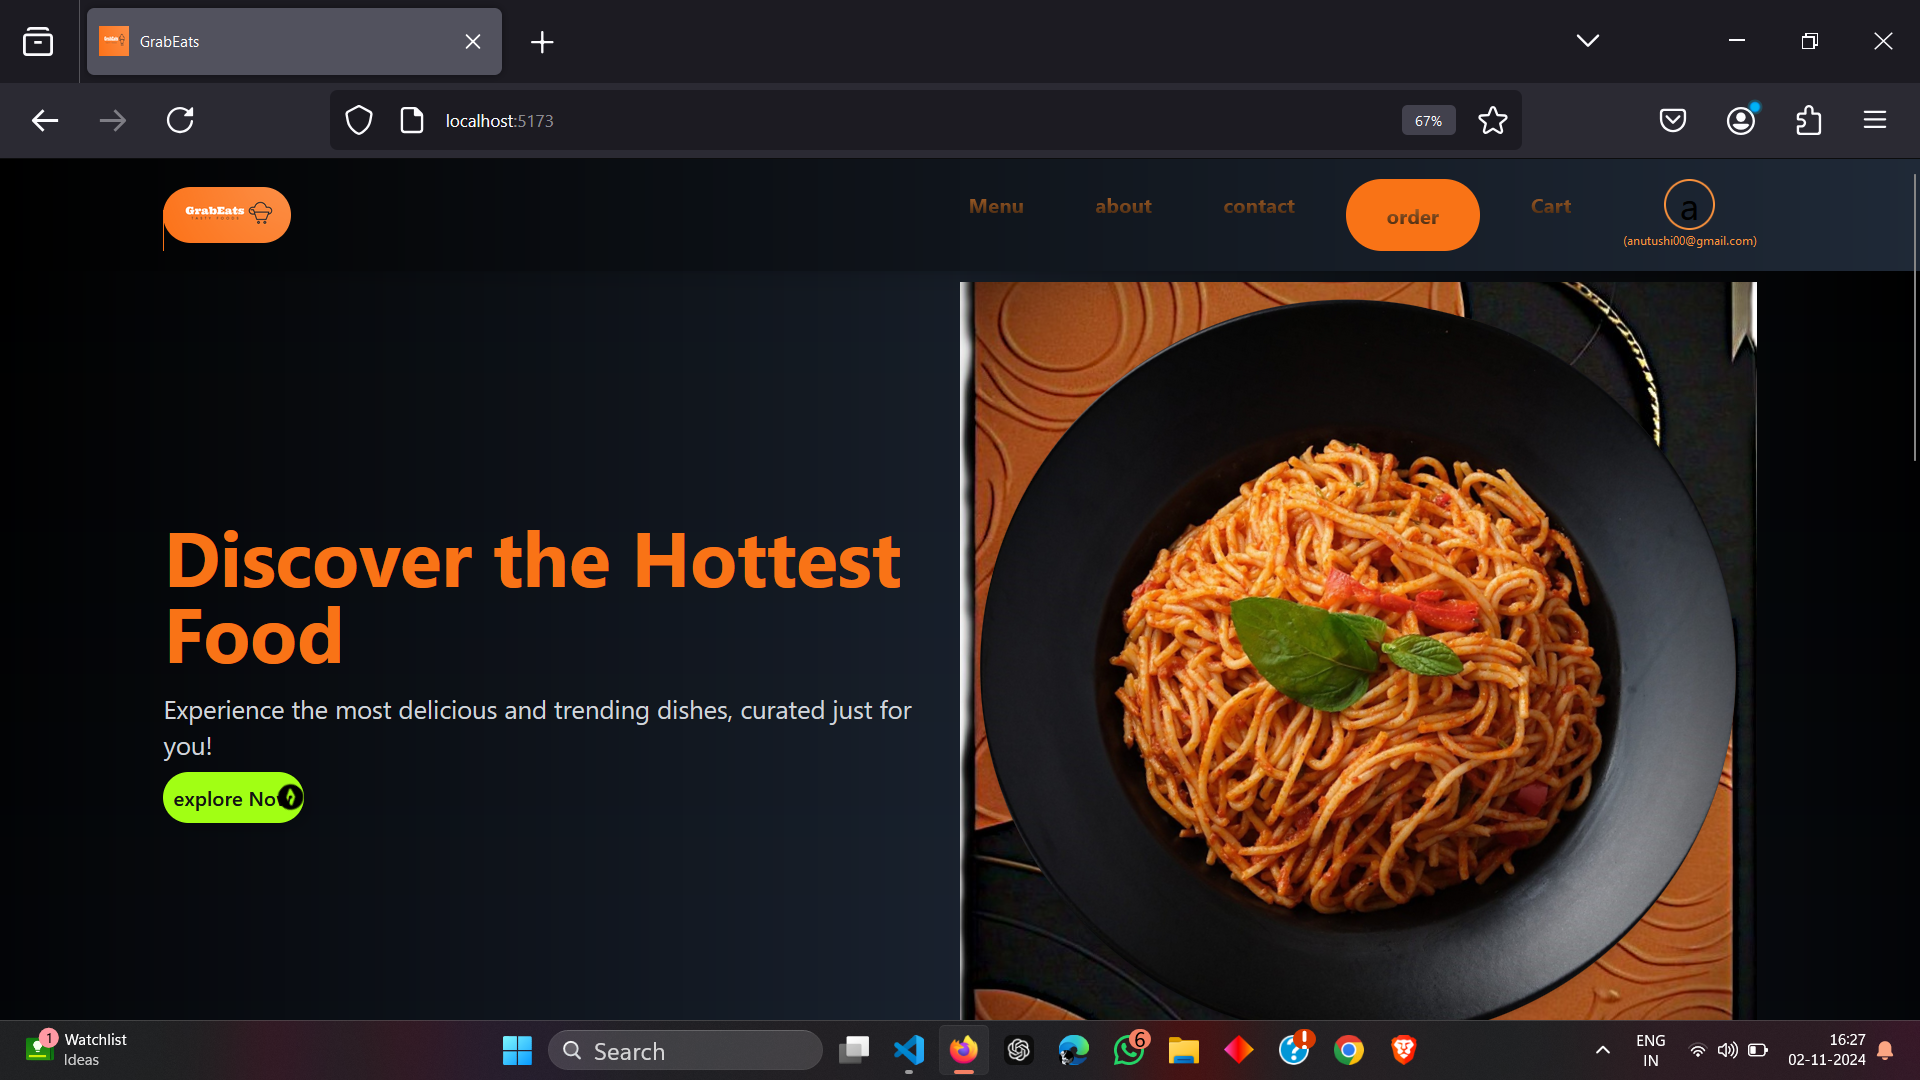 GrabEats
localhost:5173
67%
GrabEats
Menu
about
contact
order
Cart
a
(anutushi00@gmail.com)
Discover the Hottest
Food
Experience the most delicious and trending dishes, curated just for
you!
explore Now
1
Watchlist
Ideas
Search
6
ENG
IN
16:27
02-11-2024